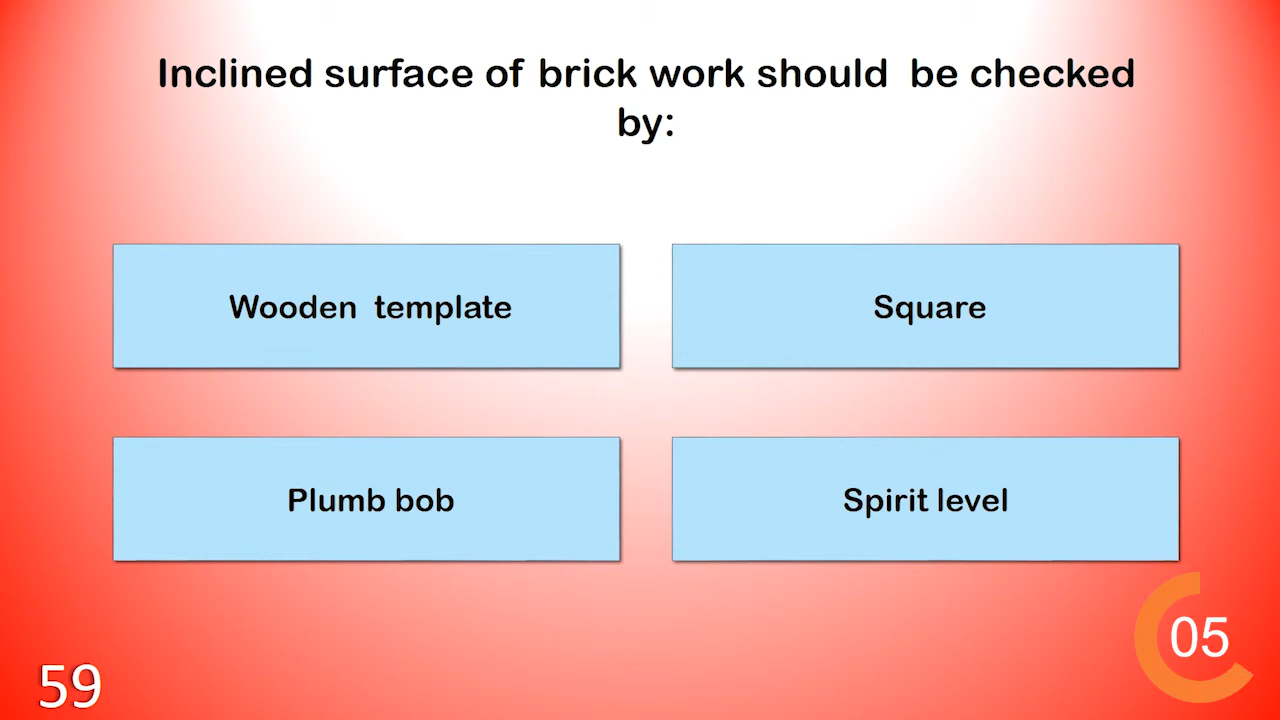 Inclined surface of brick work should be checked
by:
Wooden template
Square
Plumb bob
Spirit level
05
59